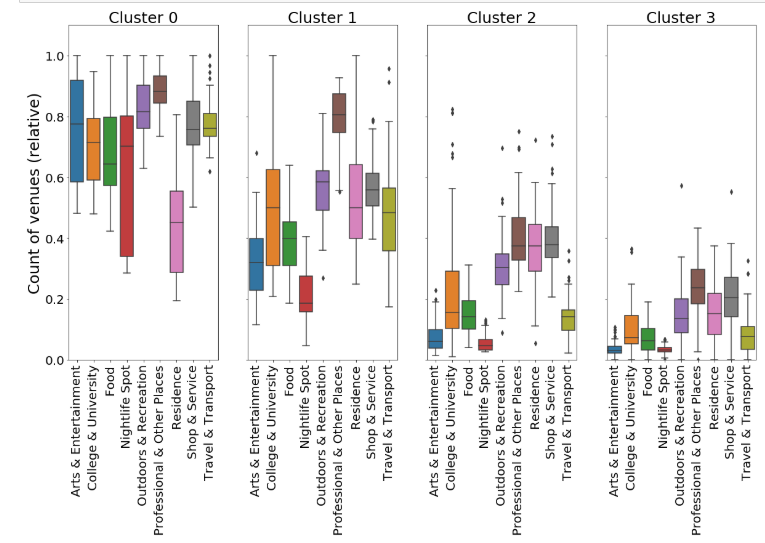 Cluster 0
Cluster 1
Cluster 2
Cluster 3
Count of venues (relative)
1.0
0.8
0.6
0.4
0.2
0.0
Arts & Entertainment
College & University
Food
Nightlife Spot
Outdoors & Recreation
Professional & Other Places
Residence
Shop & Service
Travel & Transport
Arts & Entertainment
College & University
Food
Nightlife Spot
Outdoors & Recreation
Professional & Other Places
Residence
Shop & Service
Travel & Transport
Arts & Entertainment
College & University
Food
Nightlife Spot
Outdoors & Recreation
Professional & Other Places
Residence
Shop & Service
Travel & Transport
Arts & Entertainment
College & University
Food
Nightlife Spot
Outdoors & Recreation
Professional & Other Places
Residence
Shop & Service
Travel & Transport